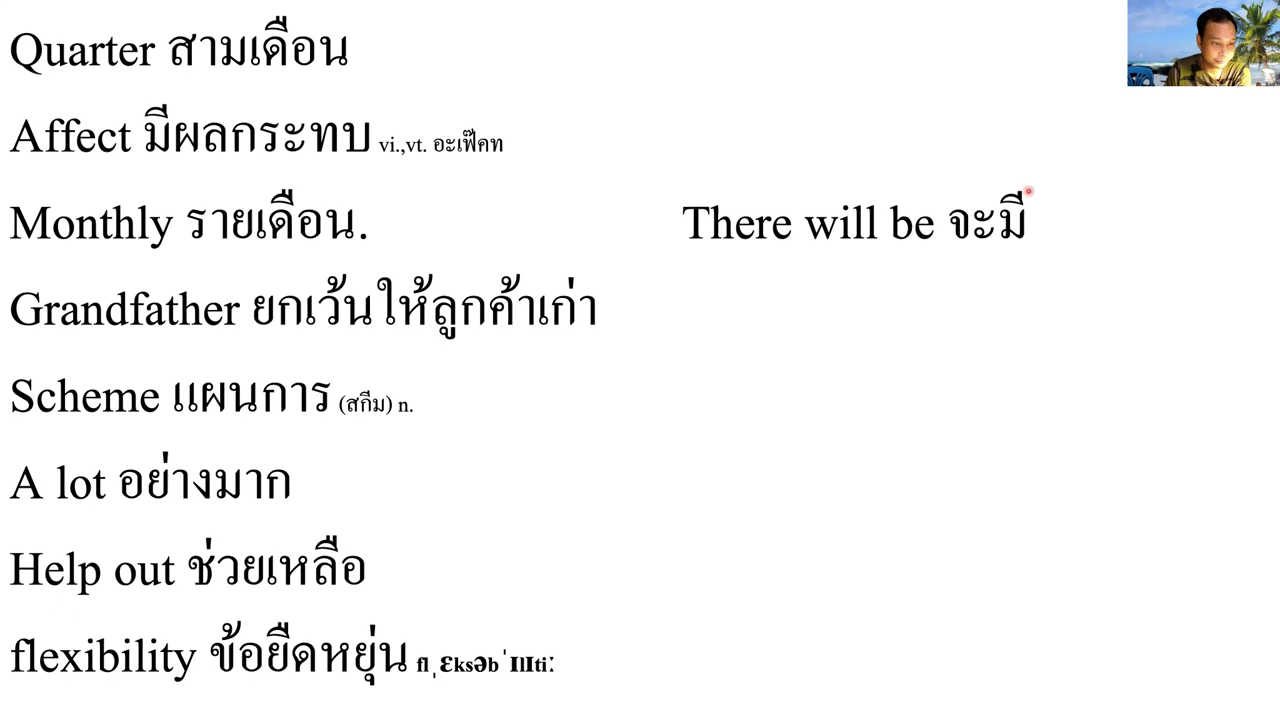 Quarter สามเดือน
Affect มีผลกระทบ vi.,vt. อะเฟ๊คท
Monthly รายเดือน.
There will be จะมี
Grandfather ยกเว้นให้ลูกค้าเก่า
Scheme แผนการ (สกีม) n.
A lot อย่างมาก
Help out ช่วยเหลือ
flexibility ข้อยืดหยุ่น flˌɛksəbˈɪlɪtiː